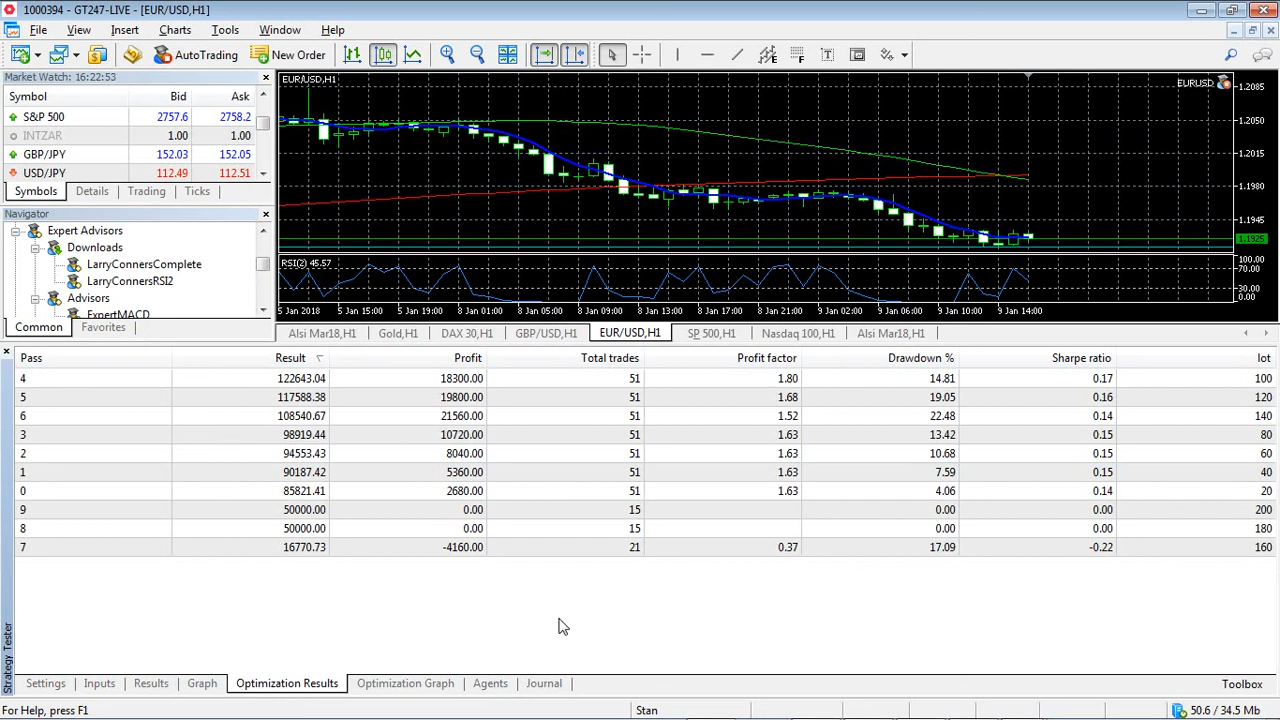 1000394 - GT247-LIVE - [EUR/USD,H1]
File View Insert Charts Tools Window Help
AutoTrading New Order
Market Watch: 16:22:53
Symbol Bid Ask
S&P 500 2757.6 2758.2
INTZAR 1.00 1.00
GBP/JPY 152.03 152.05
USD/JPY 112.49 112.51
Symbols Details Trading Ticks
Navigator
Expert Advisors
Downloads
LarryConnersComplete
LarryConnersRSI2
Advisors
ExpertMACD
Common Favorites
EUR/USD,H1
EURUSD
1.2085
1.2050
1.2015
1.1980
1.1945
1.1925
RSI(2) 45.57
100.00
70.00
30.00
0.00
5 Jan 2018 5 Jan 15:00 5 Jan 19:00 8 Jan 01:00 8 Jan 05:00 8 Jan 09:00 8 Jan 13:00 8 Jan 17:00 8 Jan 21:00 9 Jan 02:00 9 Jan 06:00 9 Jan 10:00 9 Jan 14:00
Alsi Mar18,H1 Gold,H1 DAX 30,H1 GBP/USD,H1 EUR/USD,H1 SP 500,H1 Nasdaq 100,H1 Alsi Mar18,H1
Pass Result Profit Total trades Profit factor Drawdown % Sharpe ratio lot
4 122643.04 18300.00 51 1.80 14.81 0.17 100
5 117588.38 19800.00 51 1.68 19.05 0.16 120
6 108540.67 21560.00 51 1.52 22.48 0.14 140
3 98919.44 10720.00 51 1.63 13.42 0.15 80
2 94553.43 8040.00 51 1.63 10.68 0.15 60
1 90187.42 5360.00 51 1.63 7.59 0.15 40
0 85821.41 2680.00 51 1.63 4.06 0.14 20
9 50000.00 0.00 15 0.00 0.00 200
8 50000.00 0.00 15 0.00 0.00 180
7 16770.73 -4160.00 21 0.37 17.09 -0.22 160
Strategy Tester
Settings Inputs Results Graph Optimization Results Optimization Graph Agents Journal Toolbox
For Help, press F1 Stan 50.6 / 34.5 Mb